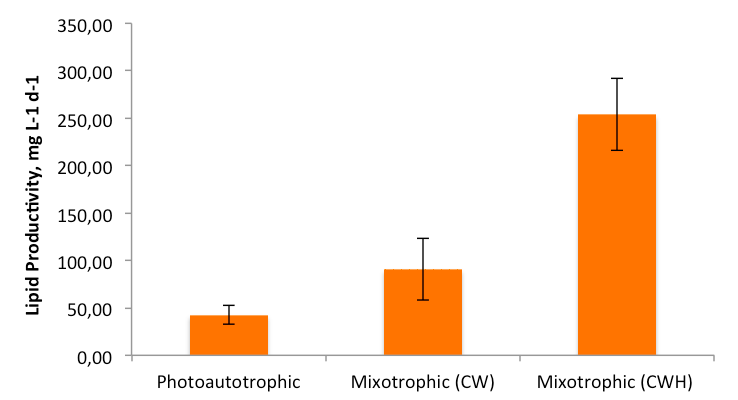 Lipid Productivity, mg L-1 d-1
350,00
300,00
250,00
200,00
150,00
100,00
50,00
0,00
Photoautotrophic
Mixotrophic (CW)
Mixotrophic (CWH)